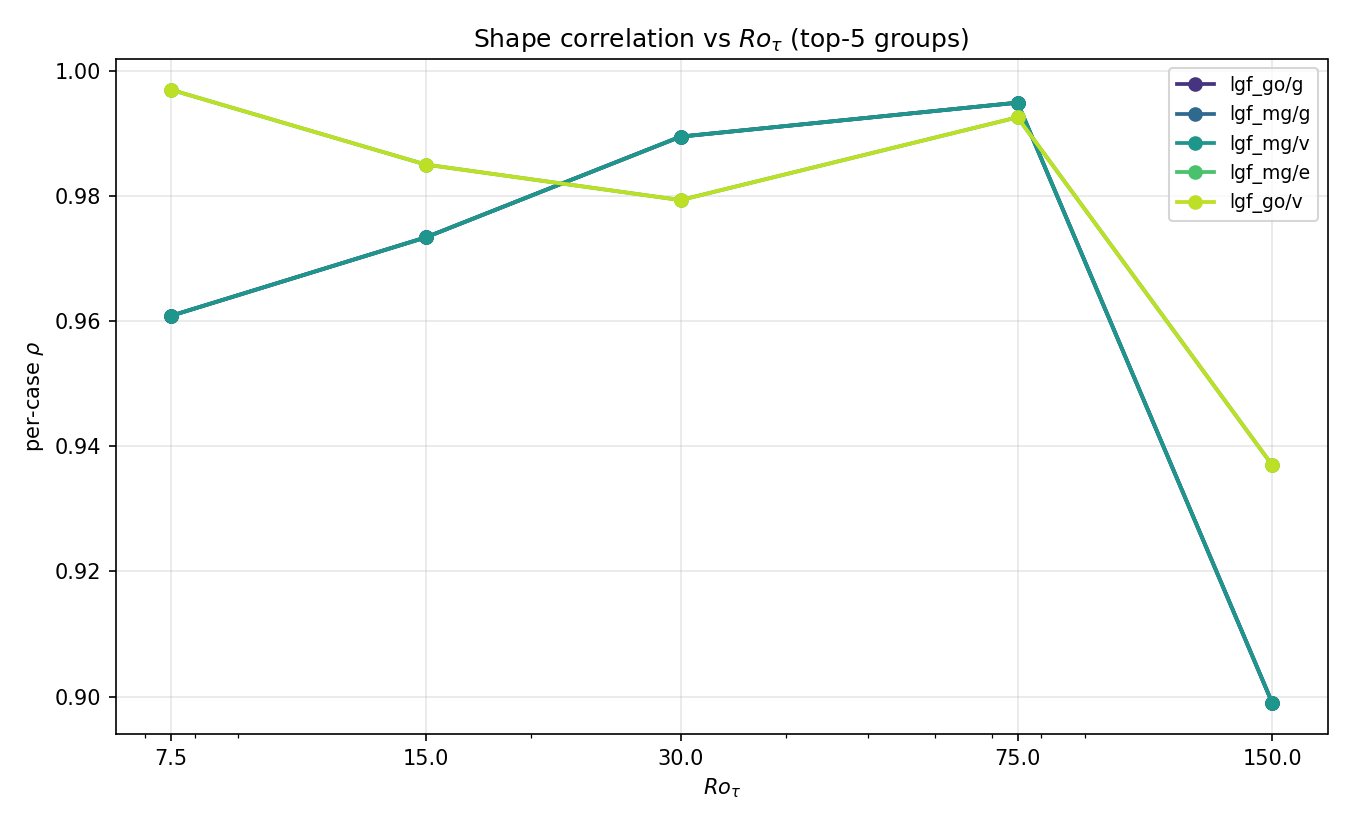 Shape correlation vs Roτ (top-5 groups)
1.00
0.98
0.96
0.94
0.92
0.90
per-case ρ
lgf_go/g
lgf_mg/g
lgf_mg/v
lgf_mg/e
lgf_go/v
7.5 15.0 30.0 75.0 150.0
Roτ